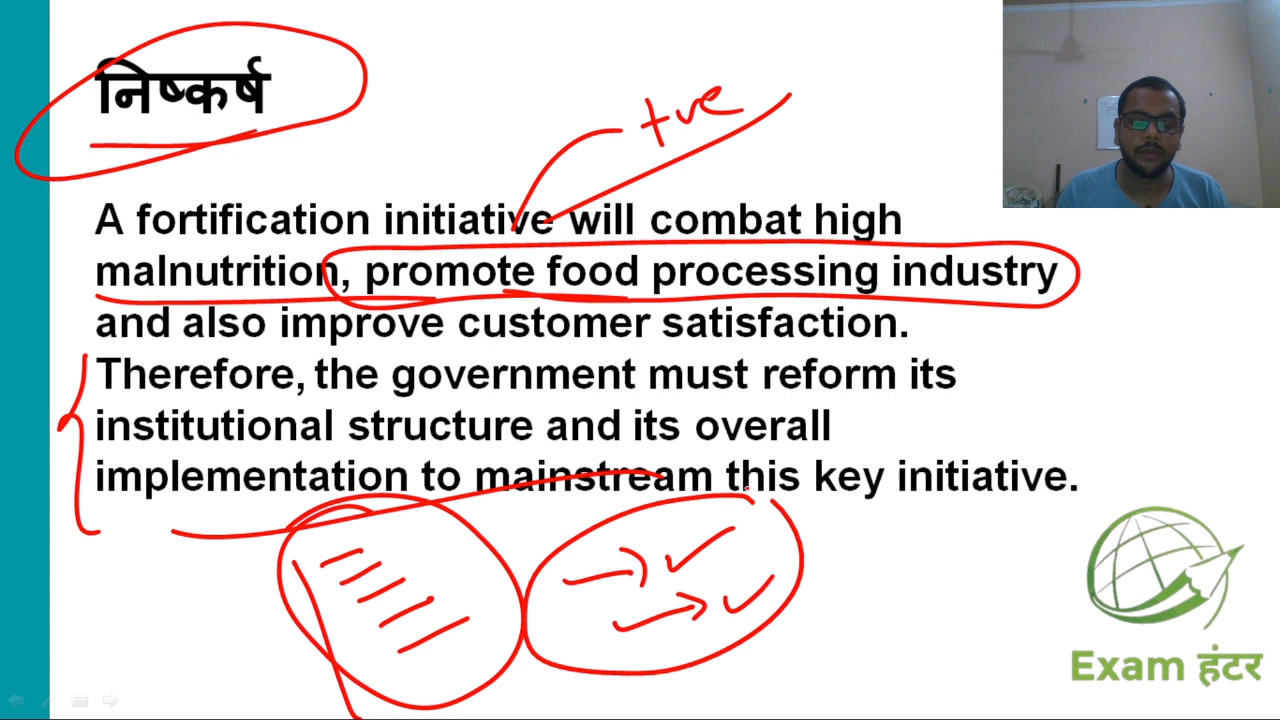 निष्कर्ष
+ve
A fortification initiative will combat high
malnutrition, promote food processing industry
and also improve customer satisfaction.
Therefore, the government must reform its
institutional structure and its overall
implementation to mainstream this key initiative.
Exam हंटर